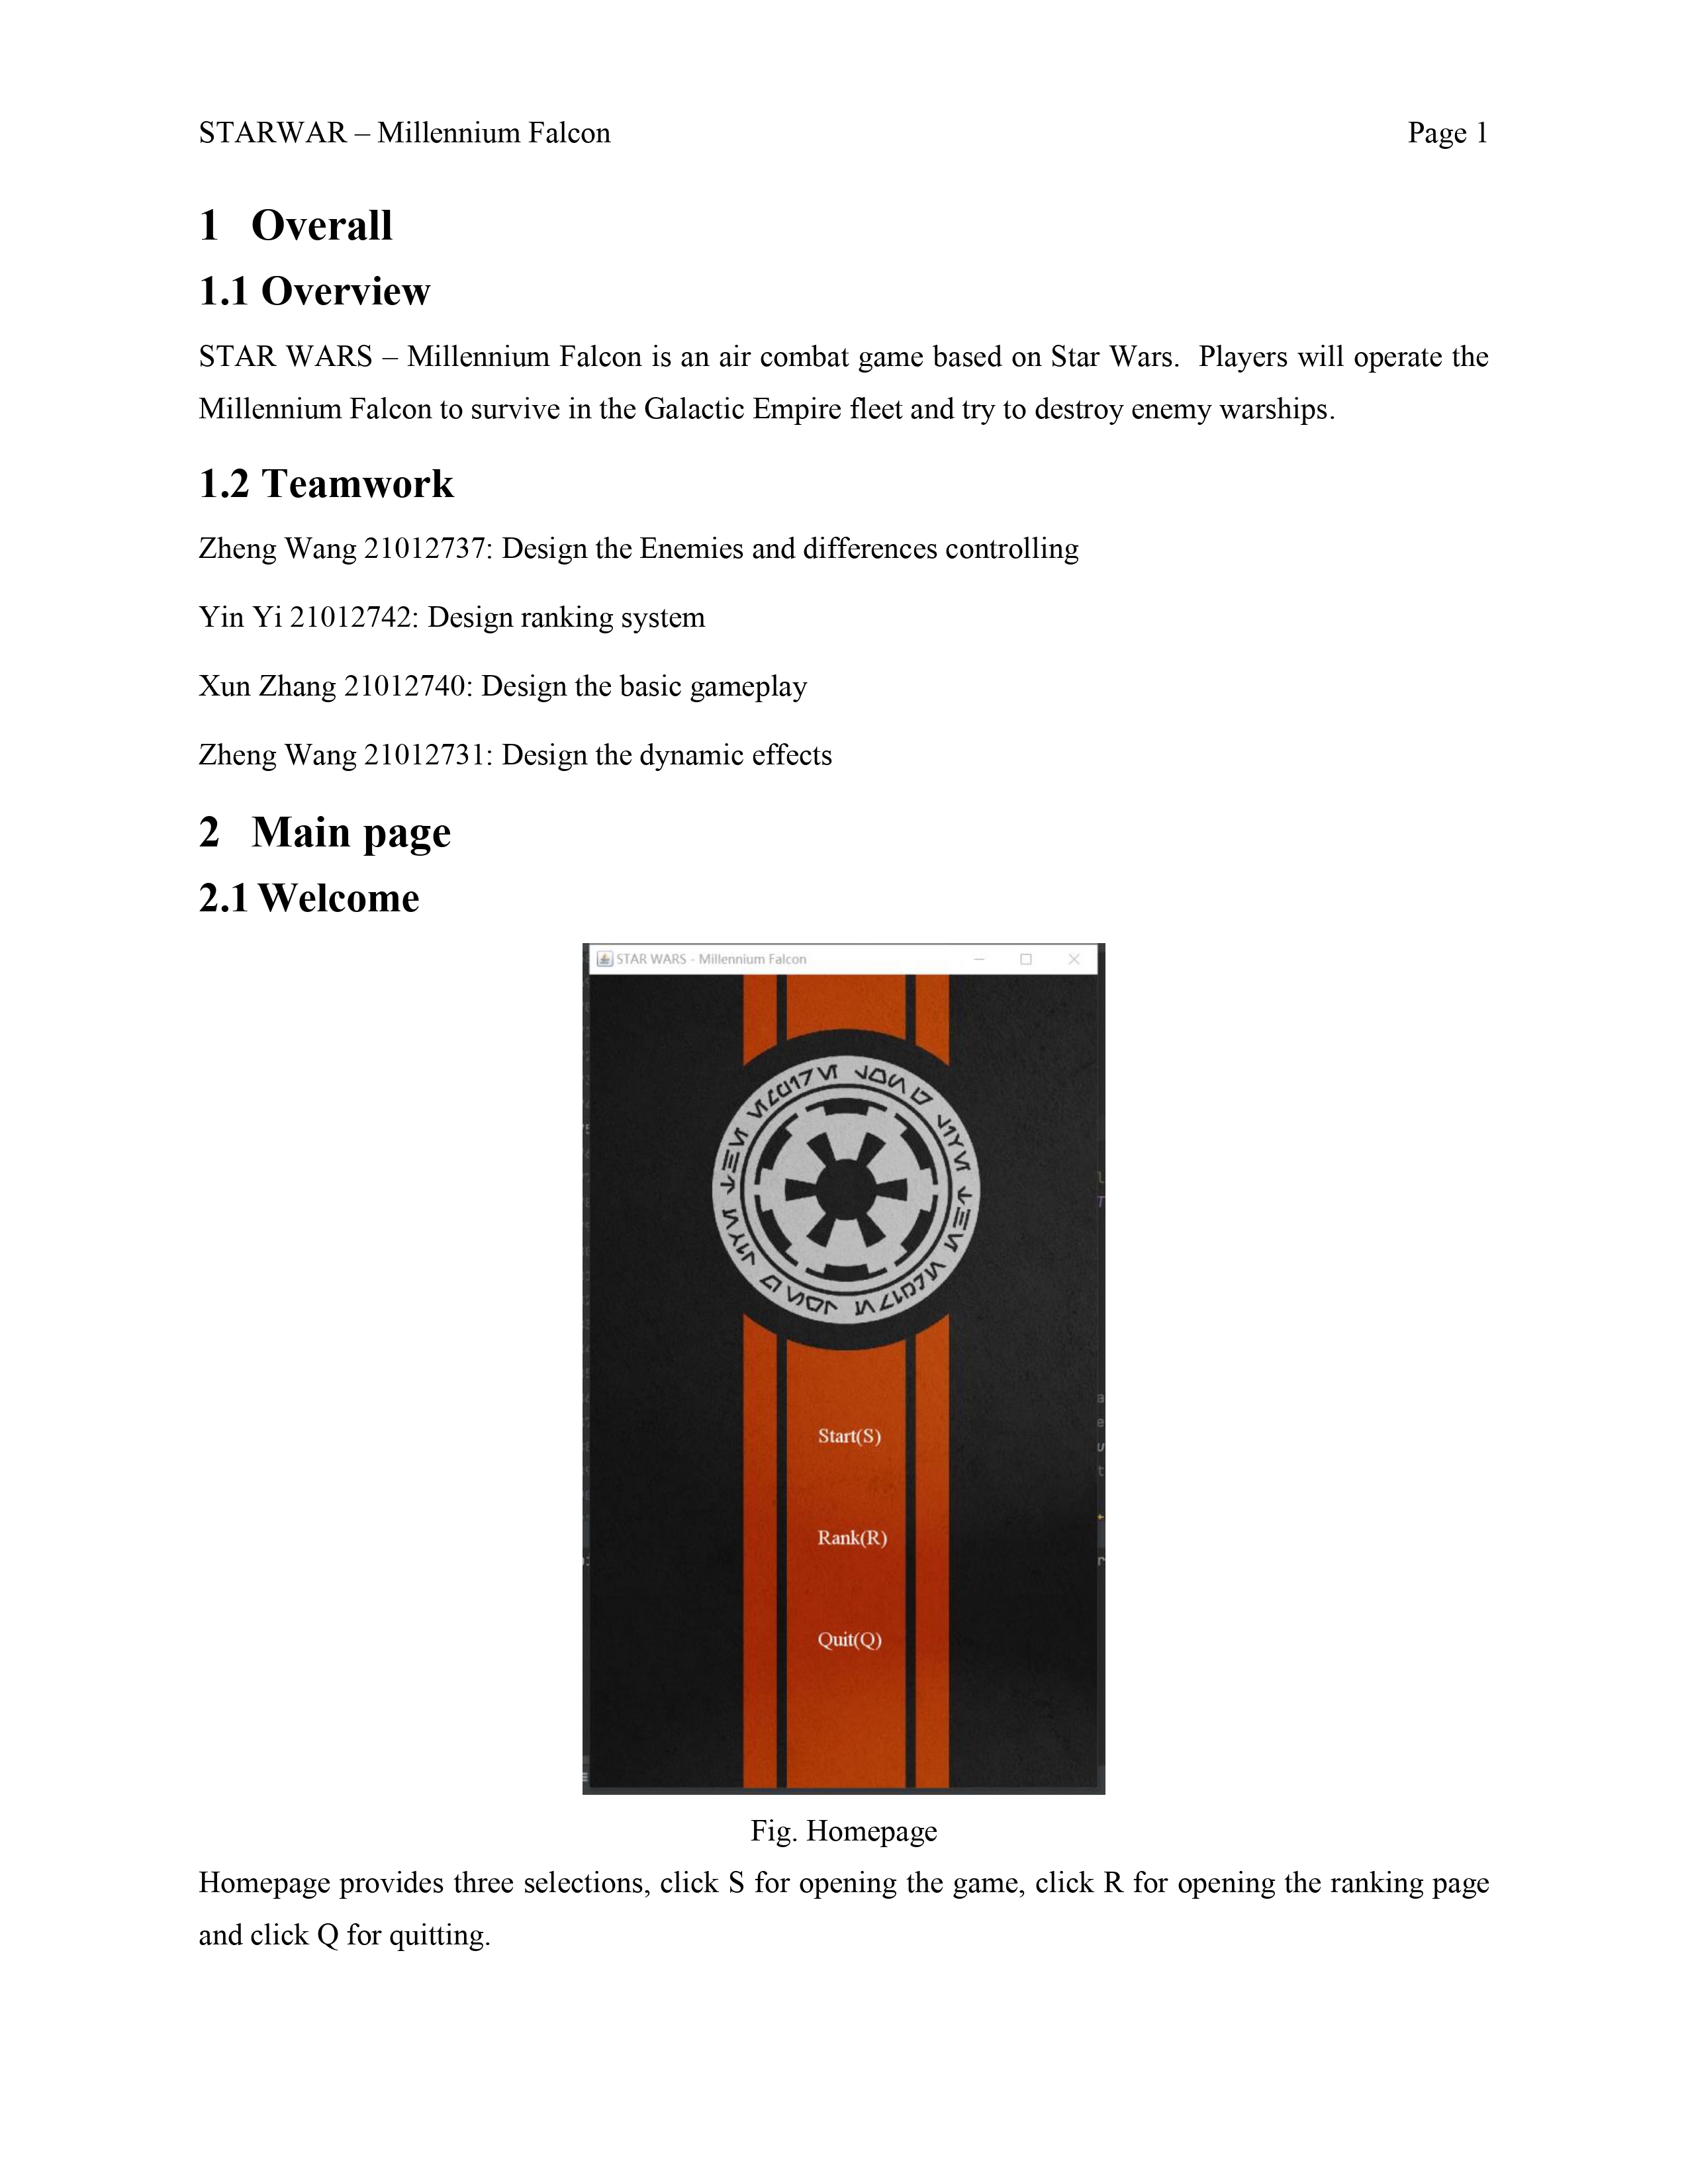 STARWAR – Millennium Falcon Page 1
1 Overall
1.1 Overview
STAR WARS – Millennium Falcon is an air combat game based on Star Wars. Players will operate the
Millennium Falcon to survive in the Galactic Empire fleet and try to destroy enemy warships.
1.2 Teamwork
Zheng Wang 21012737: Design the Enemies and differences controlling
Yin Yi 21012742: Design ranking system
Xun Zhang 21012740: Design the basic gameplay
Zheng Wang 21012731: Design the dynamic effects
2 Main page
2.1 Welcome
STAR WARS - Millennium Falcon
Start(S)
Rank(R)
Quit(Q)
Fig. Homepage
Homepage provides three selections, click S for opening the game, click R for opening the ranking page
and click Q for quitting.